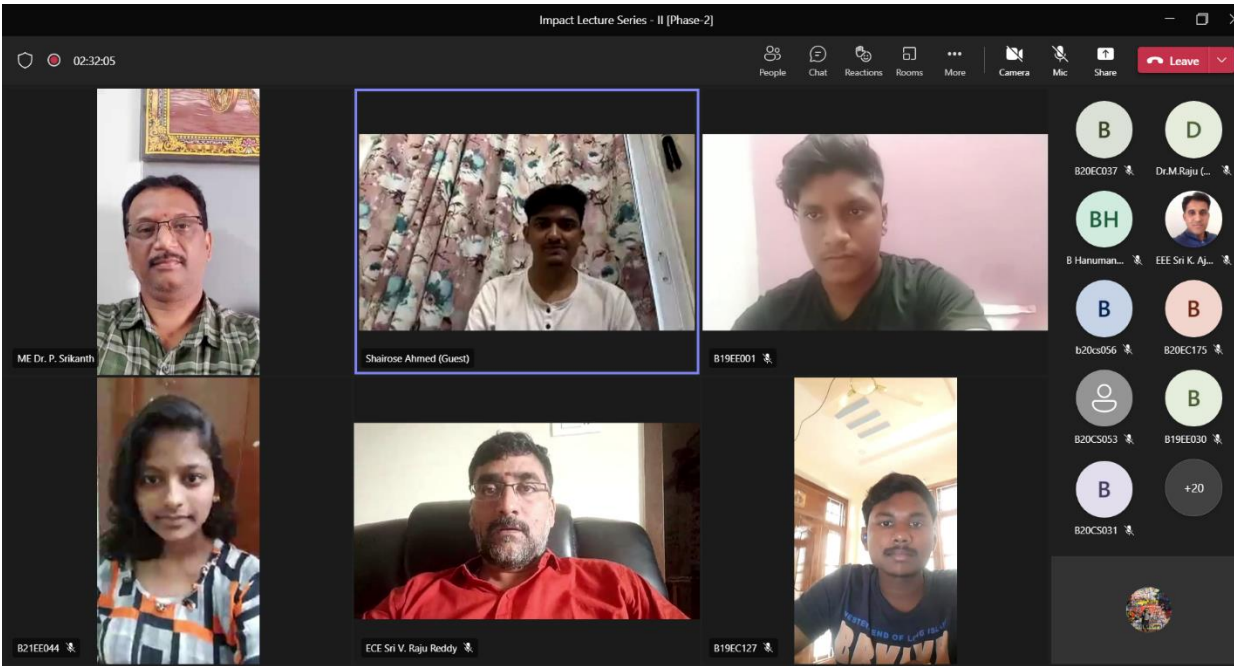 Impact Lecture Series - II [Phase-2]
02:32:05
People
Chat
Reactions
Rooms
More
Camera
Mic
Share
Leave
ME Dr. P. Srikanth
Shairose Ahmed (Guest)
B19EE001
B21EE044
ECE Sri V. Raju Reddy
B19EC127
B
D
B20EC037
Dr.M.Raju (...
BH
B Hanuman...
EEE Sri K. Aj...
B
B
b20cs056
B20EC175
B
B20CS053
B19EE030
B
+20
B20CS031
END OF